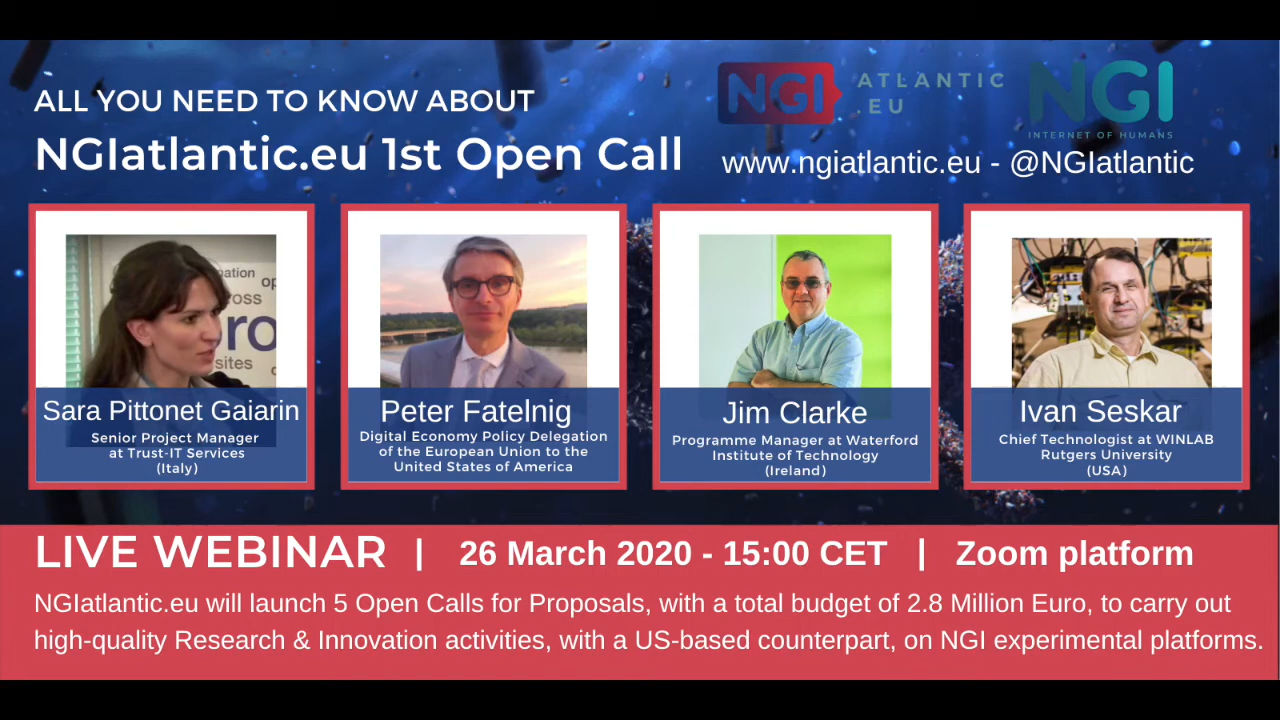 ALL YOU NEED TO KNOW ABOUT
NGIatlantic.eu 1st Open Call
NGI ATLANTIC
EU
NGI
INTERNET OF HUMANS
www.ngiatlantic.eu - @NGIatlantic
pation
op
oss
ro
sites
Sara Pittonet Gaiarin
Senior Project Manager
at Trust-IT Services
(Italy)
Peter Fatelnig
Digital Economy Policy Delegation
of the European Union to the
United States of America
Jim Clarke
Programme Manager at Waterford
Institute of Technology
(Ireland)
Ivan Seskar
Chief Technologist at WINLAB
Rutgers University
(USA)
LIVE WEBINAR | 26 March 2020 - 15:00 CET | Zoom platform
NGIatlantic.eu will launch 5 Open Calls for Proposals, with a total budget of 2.8 Million Euro, to carry out
high-quality Research & Innovation activities, with a US-based counterpart, on NGI experimental platforms.